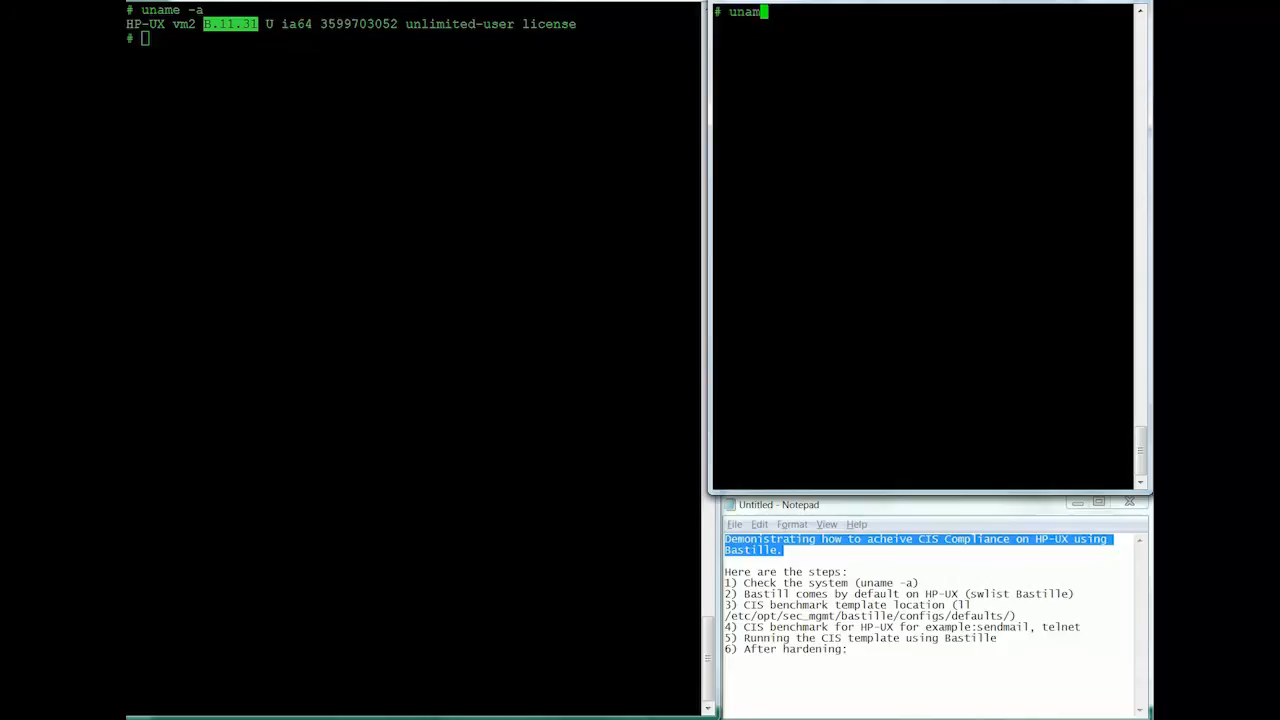 # uname -a
HP-UX vm2 B.11.31 U ia64 3599703052 unlimited-user license
#
# unam
Untitled - Notepad
File Edit Format View Help
Demonistrating how to acheive CIS Compliance on HP-UX using
Bastille.
Here are the steps:
1) Check the system (uname -a)
2) Bastill comes by default on HP-UX (swlist Bastille)
3) CIS benchmark template location (ll
/etc/opt/sec_mgmt/bastille/configs/defaults/)
4) CIS benchmark for HP-UX for example:sendmail, telnet
5) Running the CIS template using Bastille
6) After hardening: